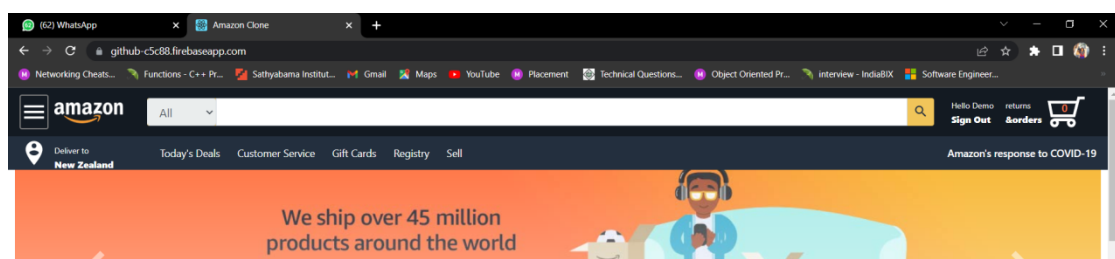 (62) WhatsApp
Amazon Clone
github-c5c88.firebaseapp.com
Networking Cheats... Functions - C++ Pr... Sathyabama Institut... Gmail Maps YouTube Placement Technical Questions... Object Oriented Pr... interview - IndiaBIX Software Engineer...
amazon All Hello Demo returns 0
Sign Out &orders
Deliver to Today's Deals Customer Service Gift Cards Registry Sell Amazon's response to COVID-19
New Zealand
We ship over 45 million
products around the world